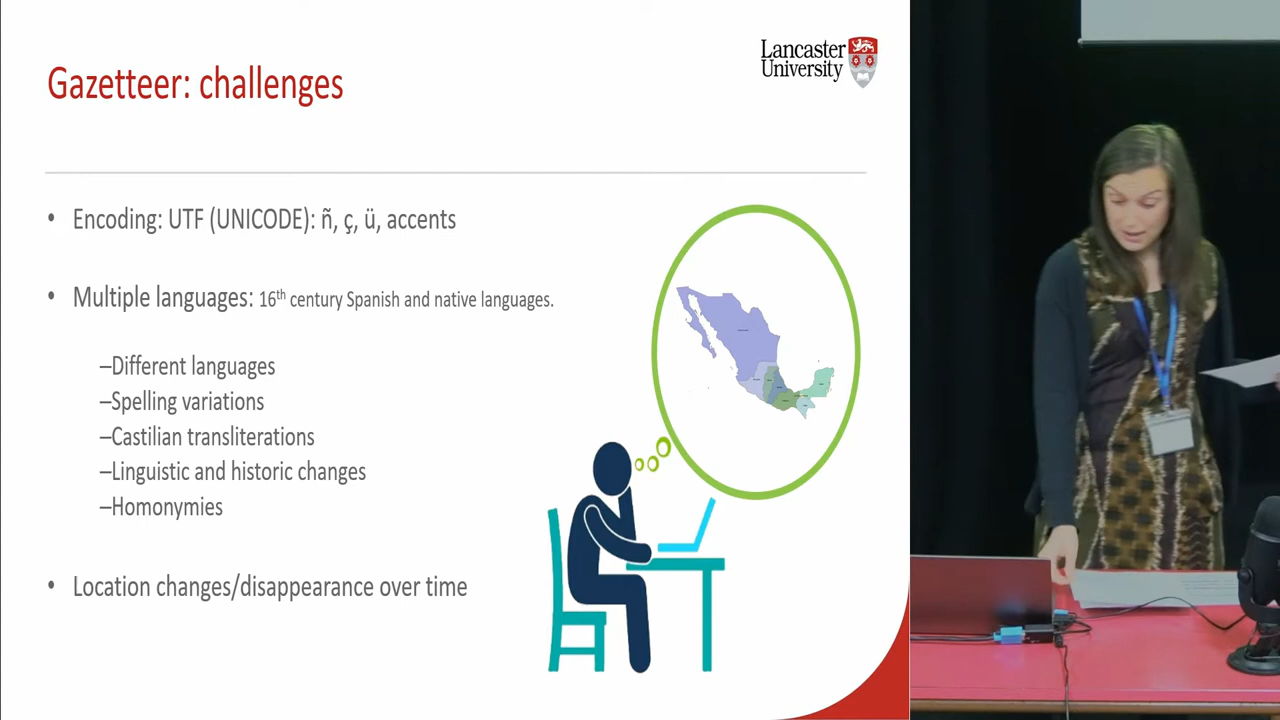 Lancaster
University
Gazetteer: challenges
• Encoding: UTF (UNICODE): ñ, ç, ü, accents
• Multiple languages: 16th century Spanish and native languages.
–Different languages
–Spelling variations
–Castilian transliterations
–Linguistic and historic changes
–Homonymies
• Location changes/disappearance over time